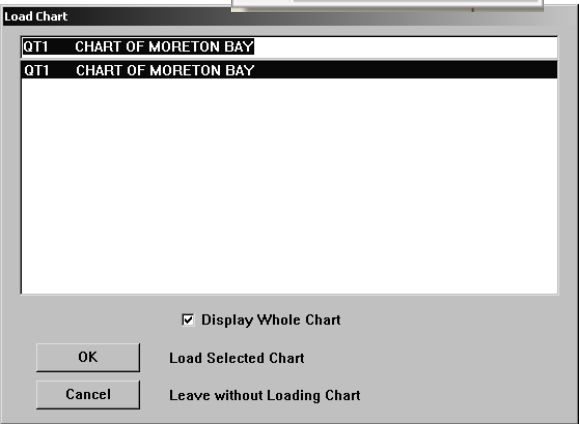 Load Chart
QT1 CHART OF MORETON BAY
QT1 CHART OF MORETON BAY
Display Whole Chart
OK Load Selected Chart
Cancel Leave without Loading Chart